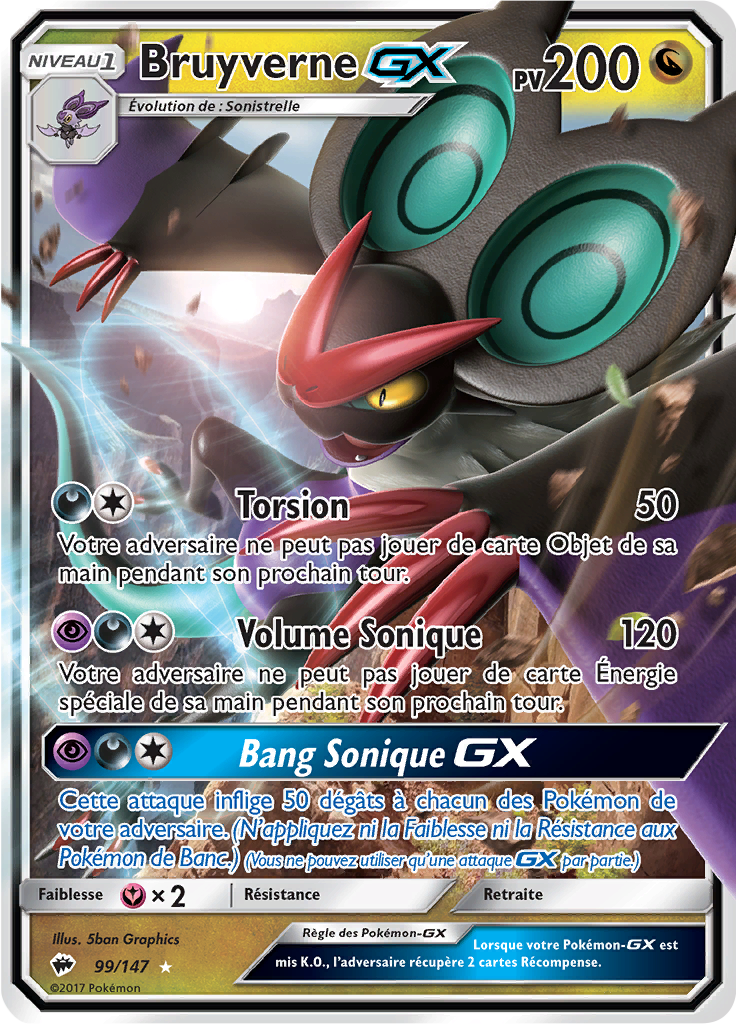 NIVEAU1
Bruyverne GX
PV200
Évolution de : Sonistrelle
Torsion 50
Votre adversaire ne peut pas jouer de carte Objet de sa
main pendant son prochain tour.
Volume Sonique 120
Votre adversaire ne peut pas jouer de carte Énergie
spéciale de sa main pendant son prochain tour.
Bang Sonique GX
Cette attaque inflige 50 dégâts à chacun des Pokémon de
votre adversaire. (N'appliquez ni la Faiblesse ni la Résistance aux
Pokémon de Banc.) (Vous ne pouvez utiliser qu'une attaque GX par partie.)
Faiblesse ×2 Résistance Retraite
Illus. 5ban Graphics
99/147
©2017 Pokémon
Règle des Pokémon-GX
Lorsque votre Pokémon-GX est
mis K.O., l'adversaire récupère 2 cartes Récompense.